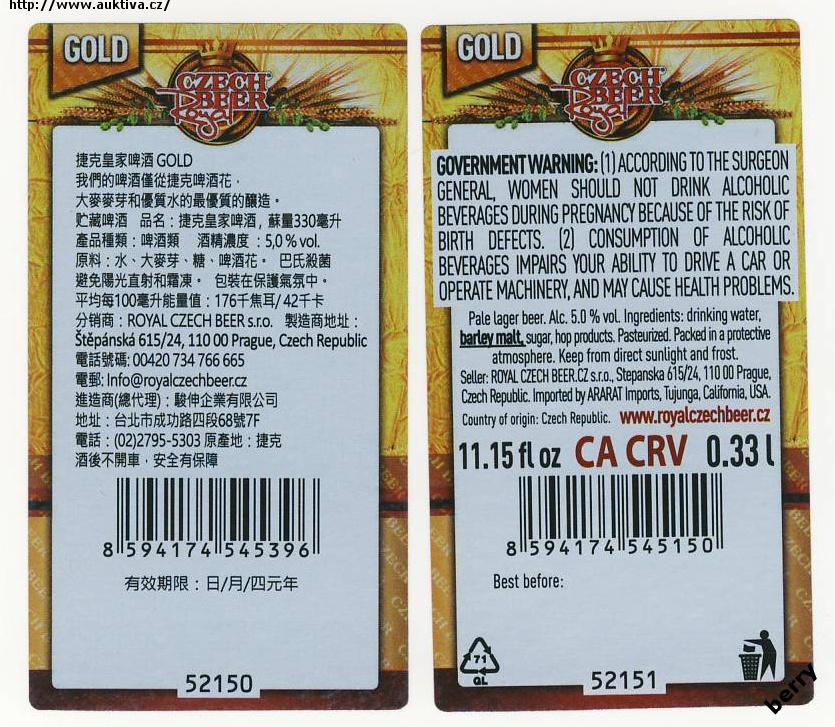 http://www.auktiva.cz/
GOLD
CZECH
Royal
BEER
捷克皇家啤酒 GOLD
我們的啤酒僅從捷克啤酒花，
大麥麥芽和優質水的最優質的釀造。
貯藏啤酒 品名：捷克皇家啤酒, 蘇量330毫升
產品種類：啤酒類 酒精濃度：5,0 % vol.
原料：水、大麥芽、糖、啤酒花。 巴氏殺菌
避免陽光直射和霜凍。 包裝在保護氣氛中。
平均每100毫升能量值：176千焦耳/ 42千卡
分销商：ROYAL CZECH BEER s.r.o. 製造商地址：
Štěpánská 615/24, 110 00 Prague, Czech Republic
電話號碼: 00420 734 766 665
電郵: Info@royalczechbeer.cz
進造商(總代理)：駿伸企業有限公司
地址：台北市成功路四段68號7F
電話：(02)2795-5303 原產地：捷克
酒後不開車，安全有保障
8 594174 545396
有效期限：日/月/四元年
52150
GOLD
CZECH
Royal
BEER
GOVERNMENT WARNING: (1) ACCORDING TO THE SURGEON
GENERAL, WOMEN SHOULD NOT DRINK ALCOHOLIC
BEVERAGES DURING PREGNANCY BECAUSE OF THE RISK OF
BIRTH DEFECTS. (2) CONSUMPTION OF ALCOHOLIC
BEVERAGES IMPAIRS YOUR ABILITY TO DRIVE A CAR OR
OPERATE MACHINERY, AND MAY CAUSE HEALTH PROBLEMS.
Pale lager beer. Alc. 5.0 % vol. Ingredients: drinking water,
barley malt, sugar, hop products. Pasteurized. Packed in a protective
atmosphere. Keep from direct sunlight and frost.
Seller: ROYAL CZECH BEER.CZ s.r.o., Stepanska 615/24, 110 00 Prague,
Czech Republic. Imported by ARARAT Imports, Tujunga, California, USA.
Country of origin: Czech Republic. www.royalczechbeer.cz
11.15 fl oz CA CRV 0.33 l
8 594174 545150
Best before:
71
GL
52151
berry